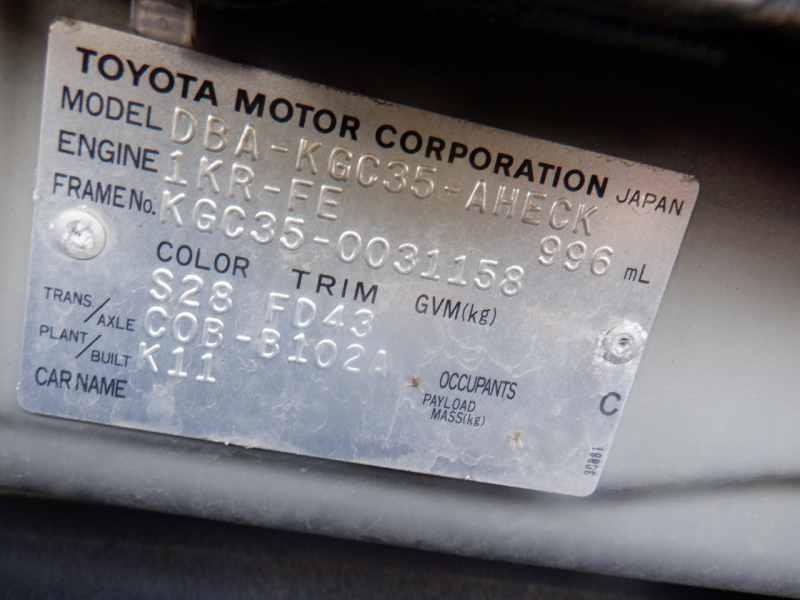 TOYOTA MOTOR CORPORATION JAPAN
MODEL DBA-KGC35-AHECK
ENGINE 1KR-FE 996 mL
FRAME No. KGC35-0031158
COLOR TRIM GVM(kg)
S28 FD43
TRANS./AXLE C0B-B102A
PLANT/BUILT K11
CAR NAME OCCUPANTS C
PAYLOAD
MASS(kg)
30881